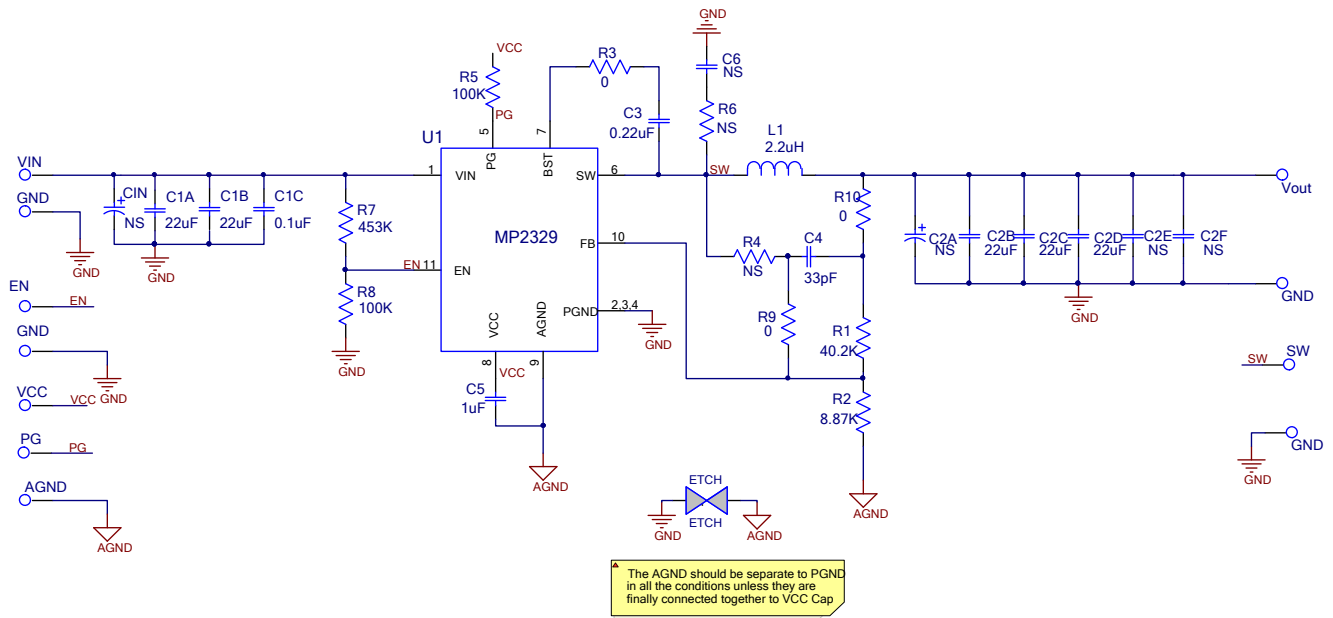 GND
VCC
R3
0
C6
NS
R5
100K
PG
C3
0.22uF
R6
NS
U1
5
7
L1
2.2uH
PG
BST
VIN
GND
1
VIN
SW
6
SW
Vout
CIN
NS
C1A
22uF
C1B
22uF
C1C
0.1uF
R7
453K
GND
GND
MP2329
R10
0
FB
10
R4
NS
C4
33pF
C2A
NS
C2B
22uF
C2C
22uF
C2D
22uF
C2E
NS
C2F
NS
EN
11
EN
R8
100K
GND
PGND
2,3,4
GND
R9
0
R1
40.2K
GND
GND
EN
EN
GND
GND
VCC
AGND
8
9
VCC
C5
1uF
R2
8.87K
SW
SW
VCC
VCC
PG
PG
GND
GND
AGND
AGND
AGND
AGND
ETCH
ETCH
GND
AGND
The AGND should be separate to PGND
in all the conditions unless they are
finally connected together to VCC Cap